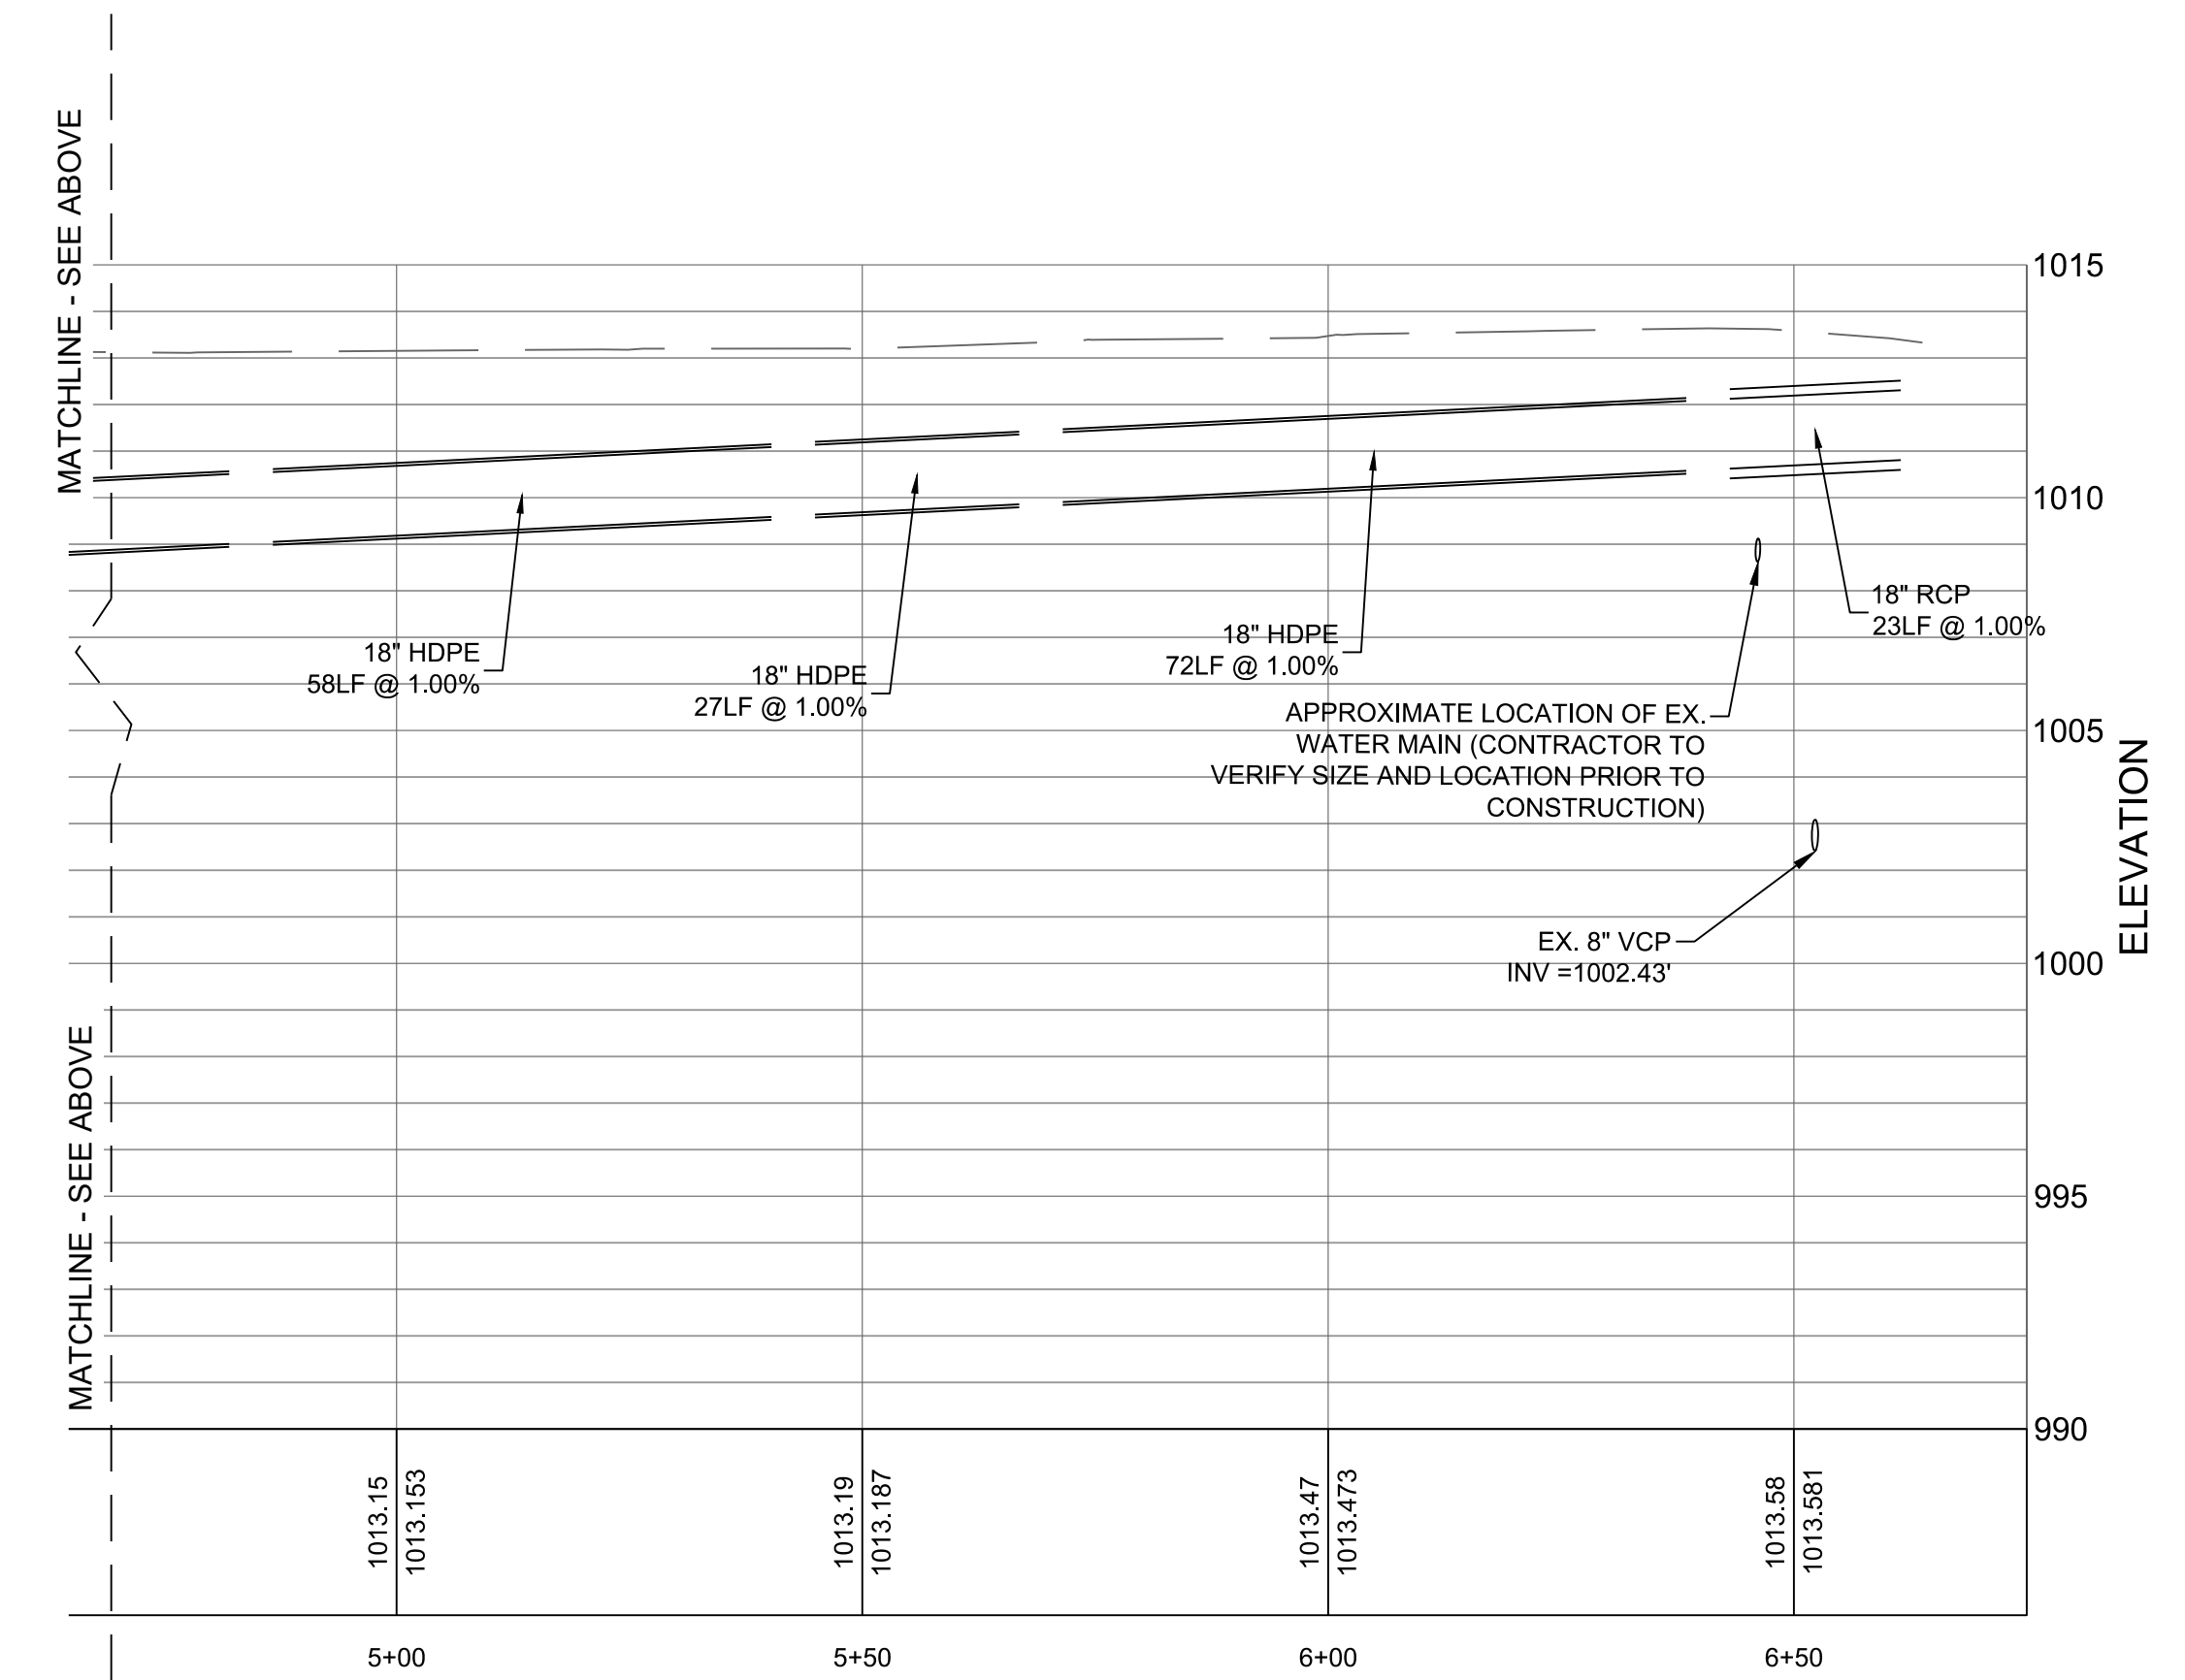 MATCHLINE - SEE ABOVE
1015
1010
18" RCP
23LF @ 1.00%
18" HDPE
72LF @ 1.00%
18" HDPE
58LF @ 1.00%
18" HDPE
27LF @ 1.00%
APPROXIMATE LOCATION OF EX.
WATER MAIN (CONTRACTOR TO
VERIFY SIZE AND LOCATION PRIOR TO
CONSTRUCTION)
1005
ELEVATION
EX. 8" VCP
INV =1002.43'
1000
MATCHLINE - SEE ABOVE
995
990
1013.15
1013.153
1013.19
1013.187
1013.47
1013.473
1013.58
1013.581
5+00
5+50
6+00
6+50